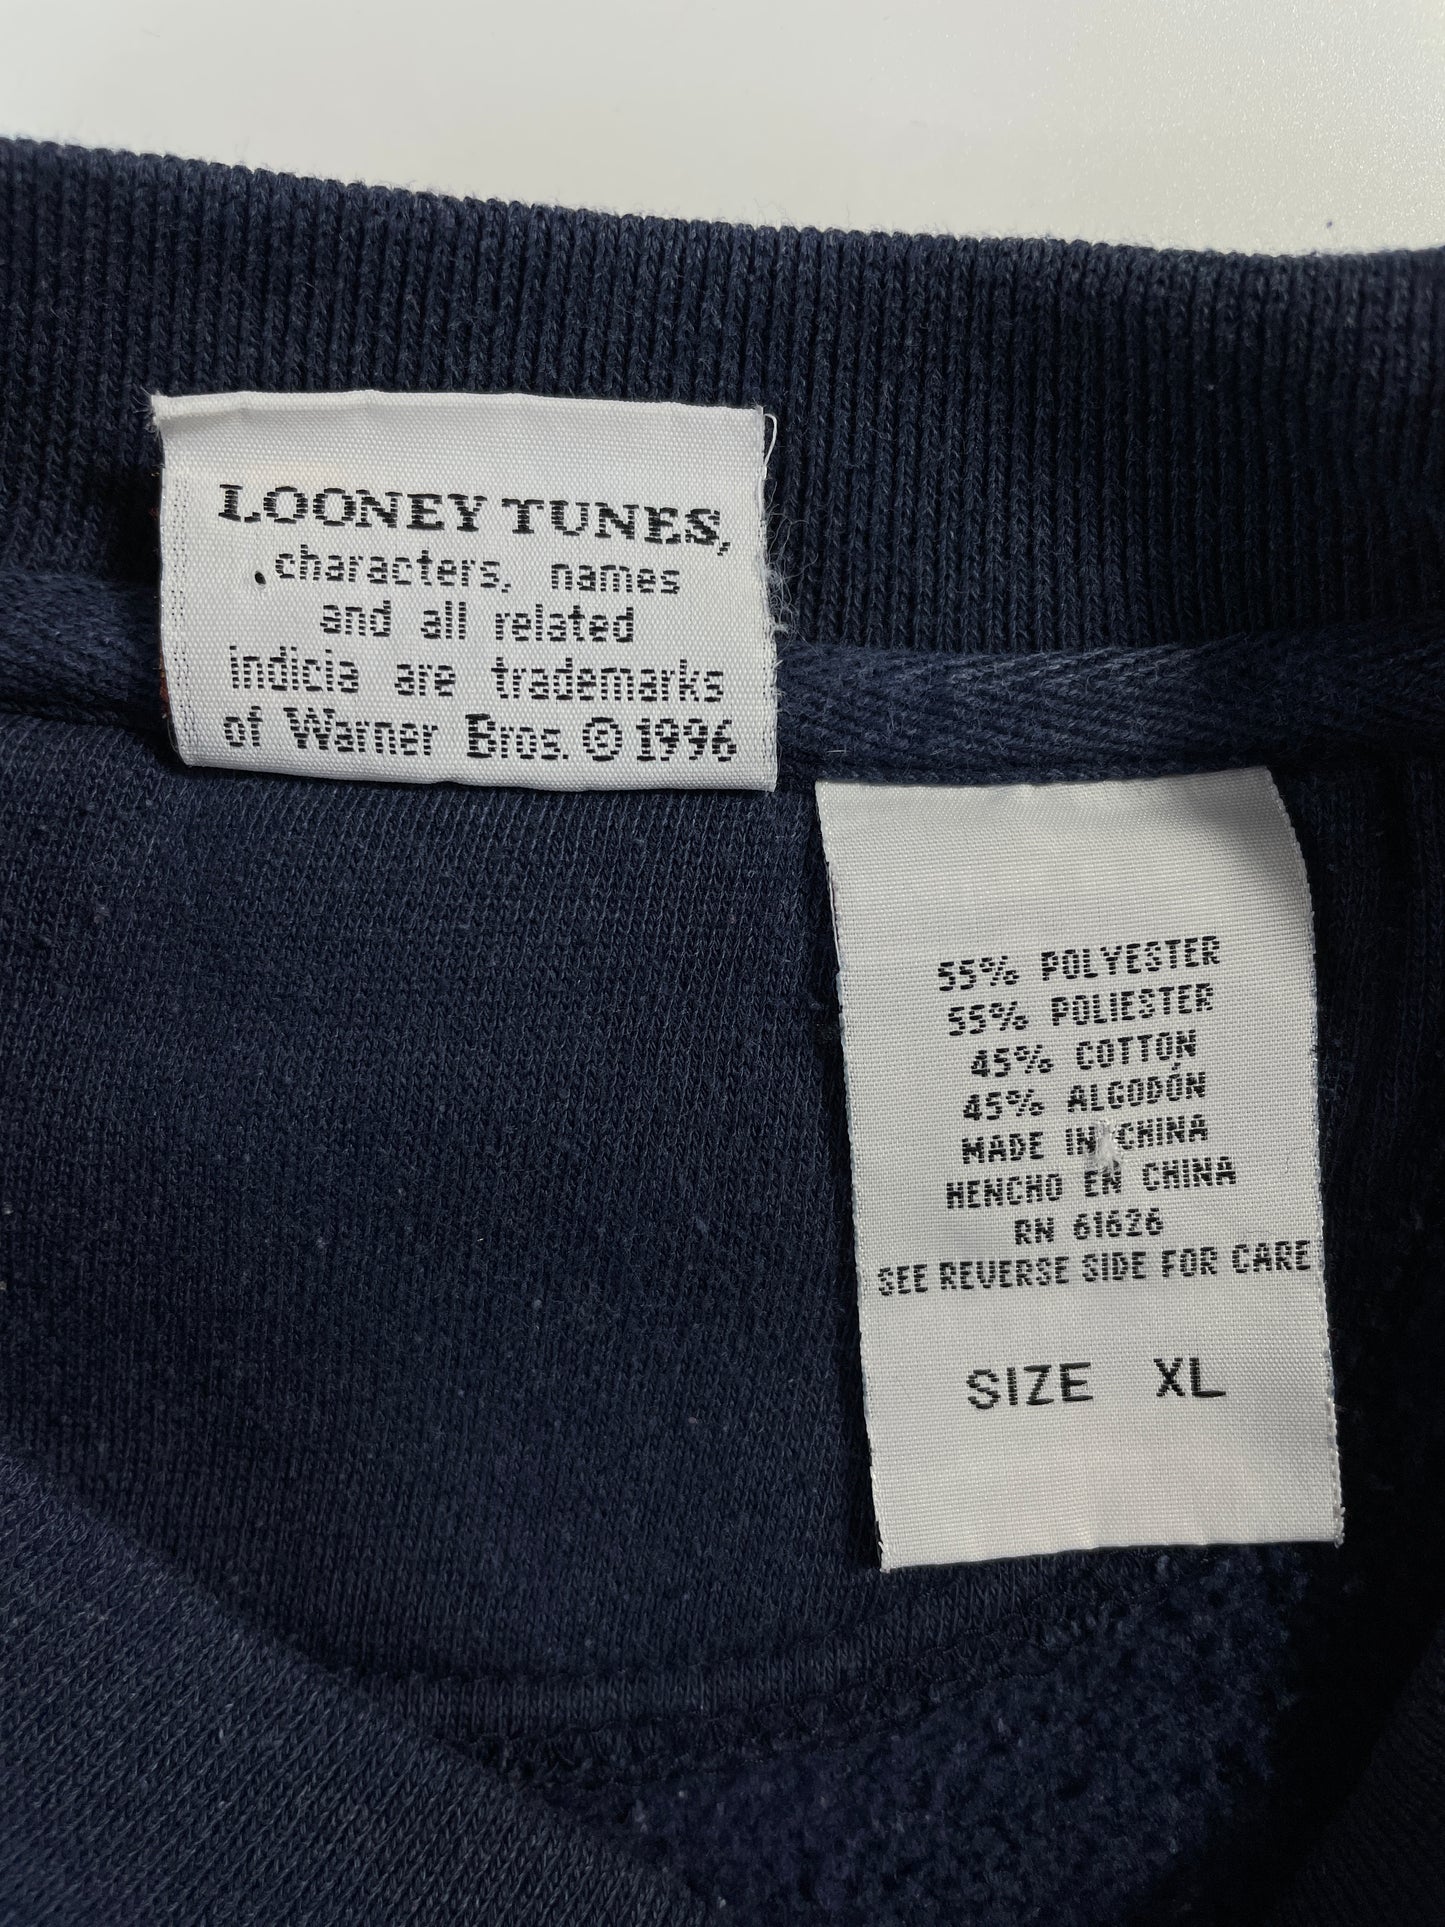 LOONEY TUNES,
characters, names
and all related
indicia are trademarks
of Warner Bros. © 1996
55% POLYESTER
55% POLIESTER
45% COTTON
45% ALGODÓN
MADE IN CHINA
HENCHO EN CHINA
RN 61626
SEE REVERSE SIDE FOR CARE
SIZE XL